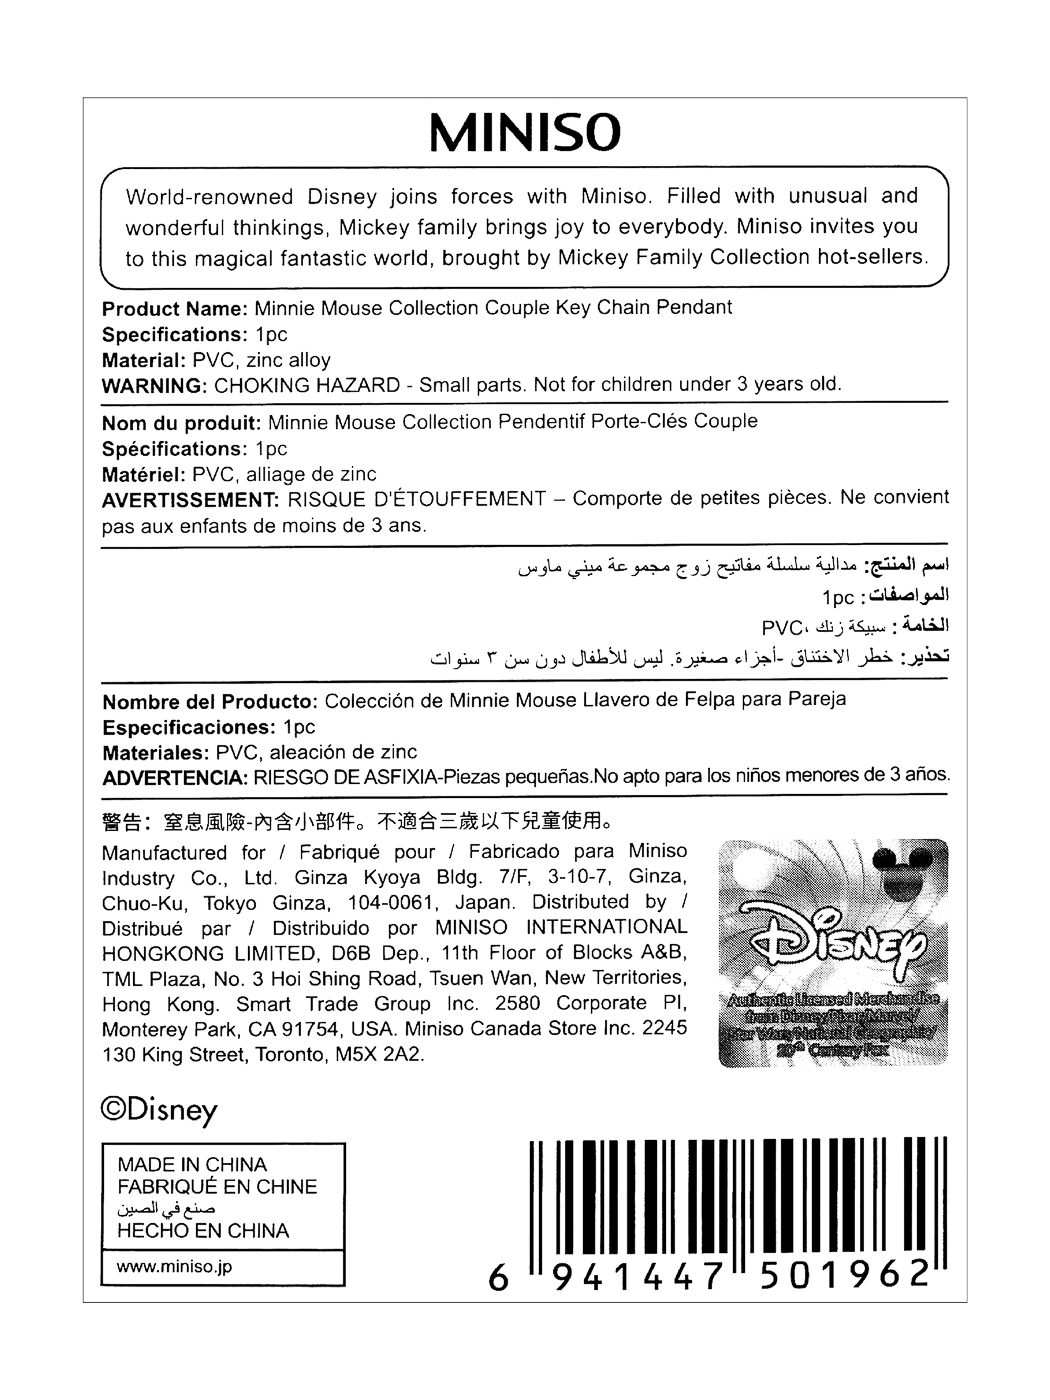 MINISO
World-renowned Disney joins forces with Miniso. Filled with unusual and
wonderful thinkings, Mickey family brings joy to everybody. Miniso invites you
to this magical fantastic world, brought by Mickey Family Collection hot-sellers.
Product Name: Minnie Mouse Collection Couple Key Chain Pendant
Specifications: 1pc
Material: PVC, zinc alloy
WARNING: CHOKING HAZARD - Small parts. Not for children under 3 years old.
Nom du produit: Minnie Mouse Collection Pendentif Porte-Clés Couple
Spécifications: 1pc
Matériel: PVC, alliage de zinc
AVERTISSEMENT: RISQUE D'ÉTOUFFEMENT – Comporte de petites pièces. Ne convient
pas aux enfants de moins de 3 ans.
اسم المنتج: مدالية سلسلة مفاتيح زوج مجموعة ميني ماوس
المواصفات: 1pc
الخامة: سبيكة زنك، PVC
تحذير: خطر الاختناق -أجزاء صغيرة. ليس للأطفال دون سن ٣ سنوات
Nombre del Producto: Colección de Minnie Mouse Llavero de Felpa para Pareja
Especificaciones: 1pc
Materiales: PVC, aleación de zinc
ADVERTENCIA: RIESGO DE ASFIXIA-Piezas pequeñas.No apto para los niños menores de 3 años.
警告：窒息風險-內含小部件。不適合三歲以下兒童使用。
Manufactured for / Fabriqué pour / Fabricado para Miniso
Industry Co., Ltd. Ginza Kyoya Bldg. 7/F, 3-10-7, Ginza,
Chuo-Ku, Tokyo Ginza, 104-0061, Japan. Distributed by /
Distribué par / Distribuido por MINISO INTERNATIONAL
HONGKONG LIMITED, D6B Dep., 11th Floor of Blocks A&B,
TML Plaza, No. 3 Hoi Shing Road, Tsuen Wan, New Territories,
Hong Kong. Smart Trade Group Inc. 2580 Corporate Pl,
Monterey Park, CA 91754, USA. Miniso Canada Store Inc. 2245
130 King Street, Toronto, M5X 2A2.
Disney
Authentic Licensed Merchandise
from Disney/Pixar/Marvel/
Star Wars/National Geographic/
20th Century Fox
©Disney
MADE IN CHINA
FABRIQUÉ EN CHINE
صنع في الصين
HECHO EN CHINA
www.miniso.jp
6 941447 501962